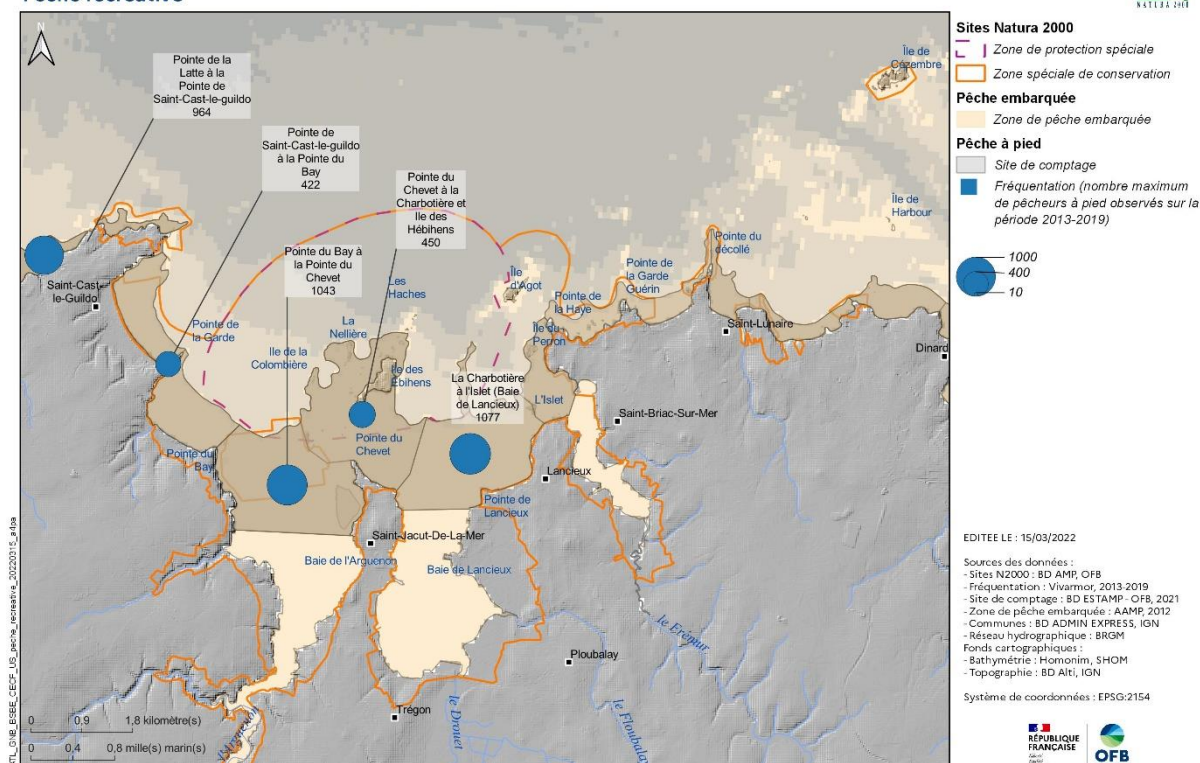 Pêche récréative
NATURA 2000
N
Pointe de la
Latte à la
Pointe de
Saint-Cast-le-guildo
964
Pointe de
Saint-Cast-le-guildo
à la Pointe du
Bay
422
Pointe du
Chevet à la
Charbotière et
Ile des
Hébihens
450
Pointe du Bay à
la Pointe du
Chevet
1043
La Charbotière
à l'Islet (Baie
de Lancieux)
1077
Île de
Cézembre
Île de
Harbour
Pointe du
décollé
Pointe de
la Garde
Guérin
Pointe de
la Haye
Île
d'Agot
Île du
Perron
Les
Haches
La
Nellière
Ile de la
Colombière
Ile des
Ebihens
Pointe de
la Garde
Saint-Cast
-le-Guildo
Saint-Lunaire
Dinard
L'Islet
Saint-Briac-Sur-Mer
Pointe du
Chevet
Pointe du
Bay
Lancieux
Pointe de
Lancieux
Saint-Jacut-De-La-Mer
Baie de l'Arguenon
Baie de Lancieux
Ploubalay
Trégon
le Drouet
le Floubalay
0 0,9 1,8 kilomètre(s)
0 0,4 0,8 mille(s) marin(s)
Sites Natura 2000
Zone de protection spéciale
Zone spéciale de conservation
Pêche embarquée
Zone de pêche embarquée
Pêche à pied
Site de comptage
Fréquentation (nombre maximum
de pêcheurs à pied observés sur la
période 2013-2019)
1000
400
10
EDITEE LE : 15/03/2022
Sources des données :
- Sites N2000 : BD AMP, OFB
- Fréquentation : Vivarmor, 2013-2019
- Site de comptage : BD ESTAMP - OFB, 2021
- Zone de pêche embarquée : AAMP, 2012
- Communes : BD ADMIN EXPRESS, IGN
- Réseau hydrographique : BRGM
Fonds cartographiques :
- Bathymétrie : Homonim, SHOM
- Topographie : BD Alti, IGN
Système de coordonnées : EPSG:2154
RÉPUBLIQUE
FRANÇAISE
OFB